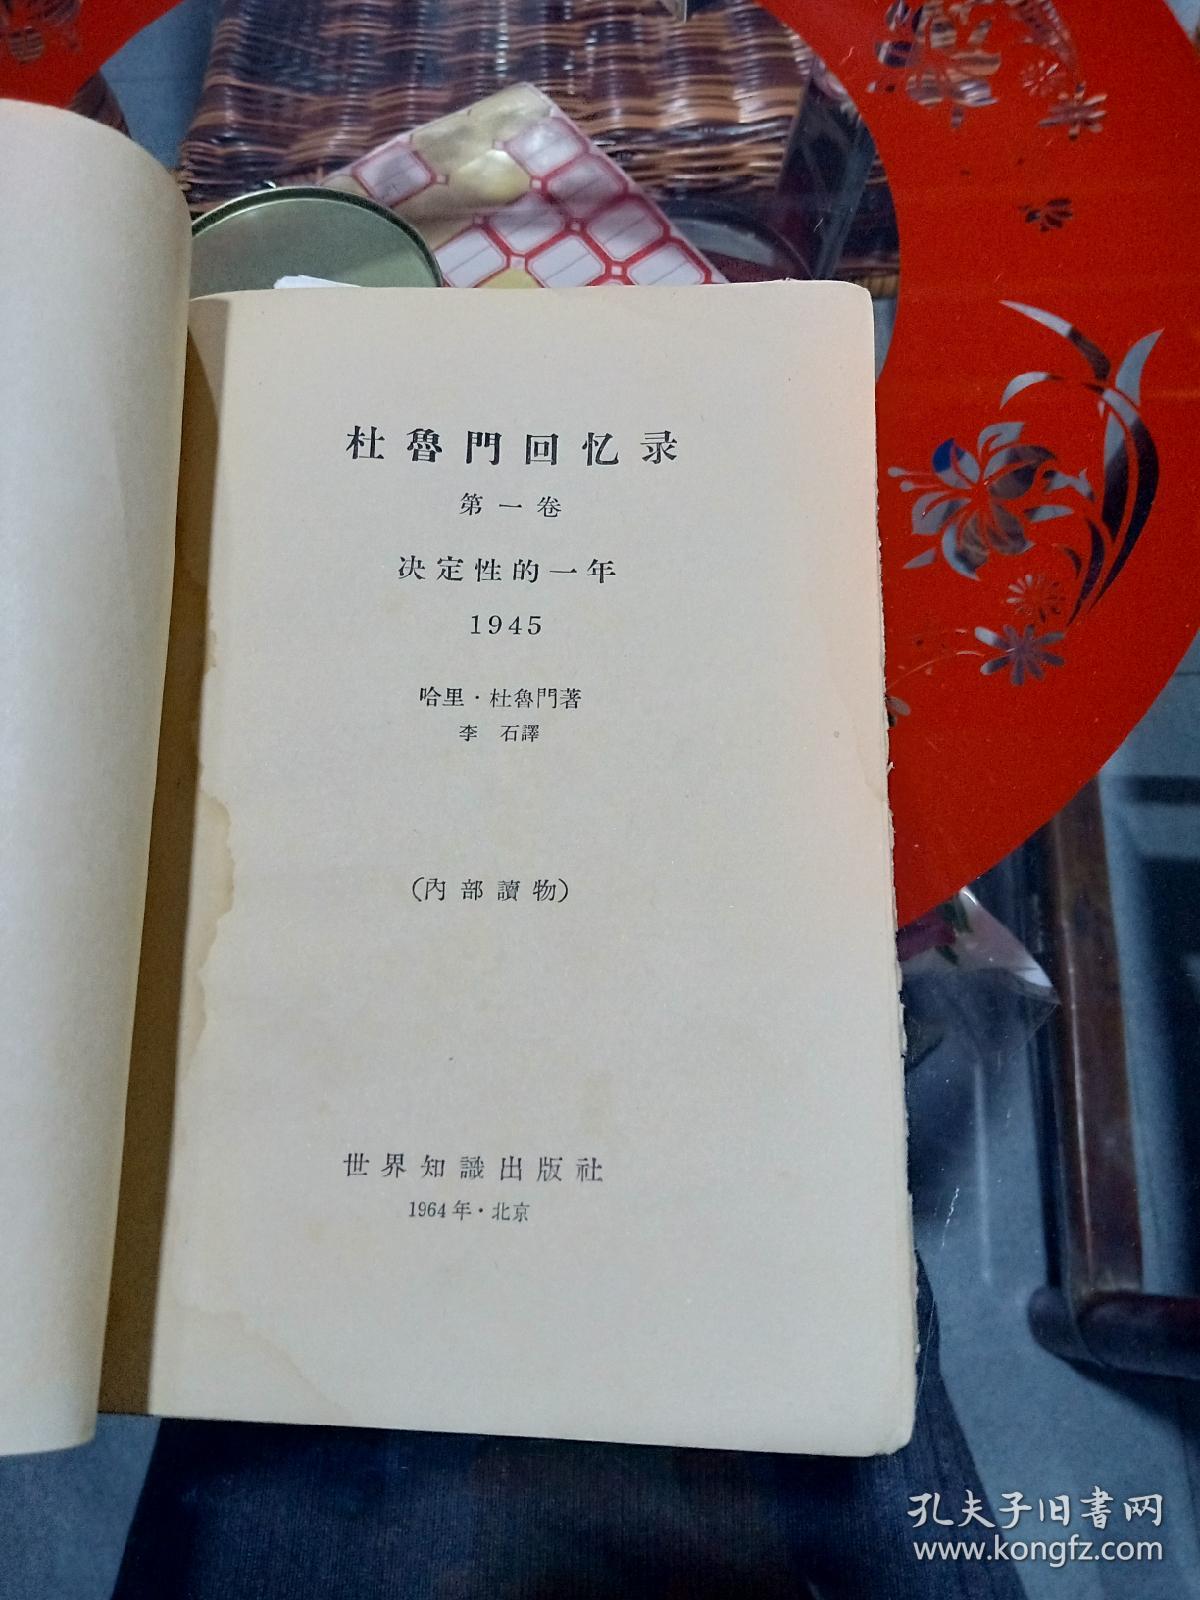 杜魯門回忆录
第一卷
决定性的一年
1945
哈里·杜魯門著
李 石譯
(內部讀物)
世界知識出版社
1964年·北京
孔夫子旧書网
www.kongfz.com